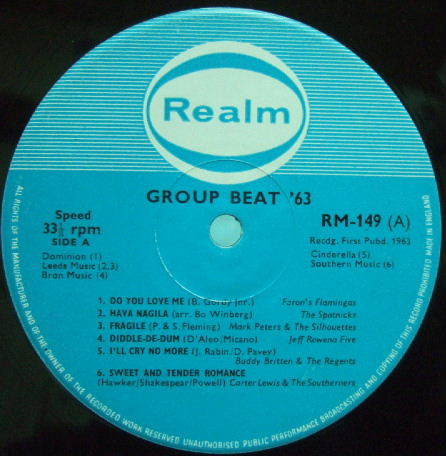 Realm
GROUP BEAT '63
Speed
33⅓ rpm
SIDE A
RM-149 (A)
Recdg. First Pubd. 1963
Dominion (1)
Leeds Music (2,3)
Bron Music (4)
Cinderella (5)
Southern Music (6)
1. DO YOU LOVE ME (B. Gordy Jnr.) Faron's Flamingos
2. HAVA NAGILA (arr. Bo Winberg) The Spotnicks
3. FRAGILE (P. & S. Fleming) Mark Peters & The Silhouettes
4. DIDDLE-DE-DUM (D'Aleo/Micano) Jeff Rowena Five
5. I'LL CRY NO MORE (J. Rabin/D. Pavey)
Buddy Britten & The Regents
6. SWEET AND TENDER ROMANCE
(Hawker/Shakespear/Powell) Carter Lewis & The Southerners
ALL RIGHTS OF THE MANUFACTURER AND OF THE OWNER OF THE RECORDED WORK RESERVED UNAUTHORISED PUBLIC PERFORMANCE BROADCASTING AND COPYING OF THIS RECORD PROHIBITED MADE IN ENGLAND